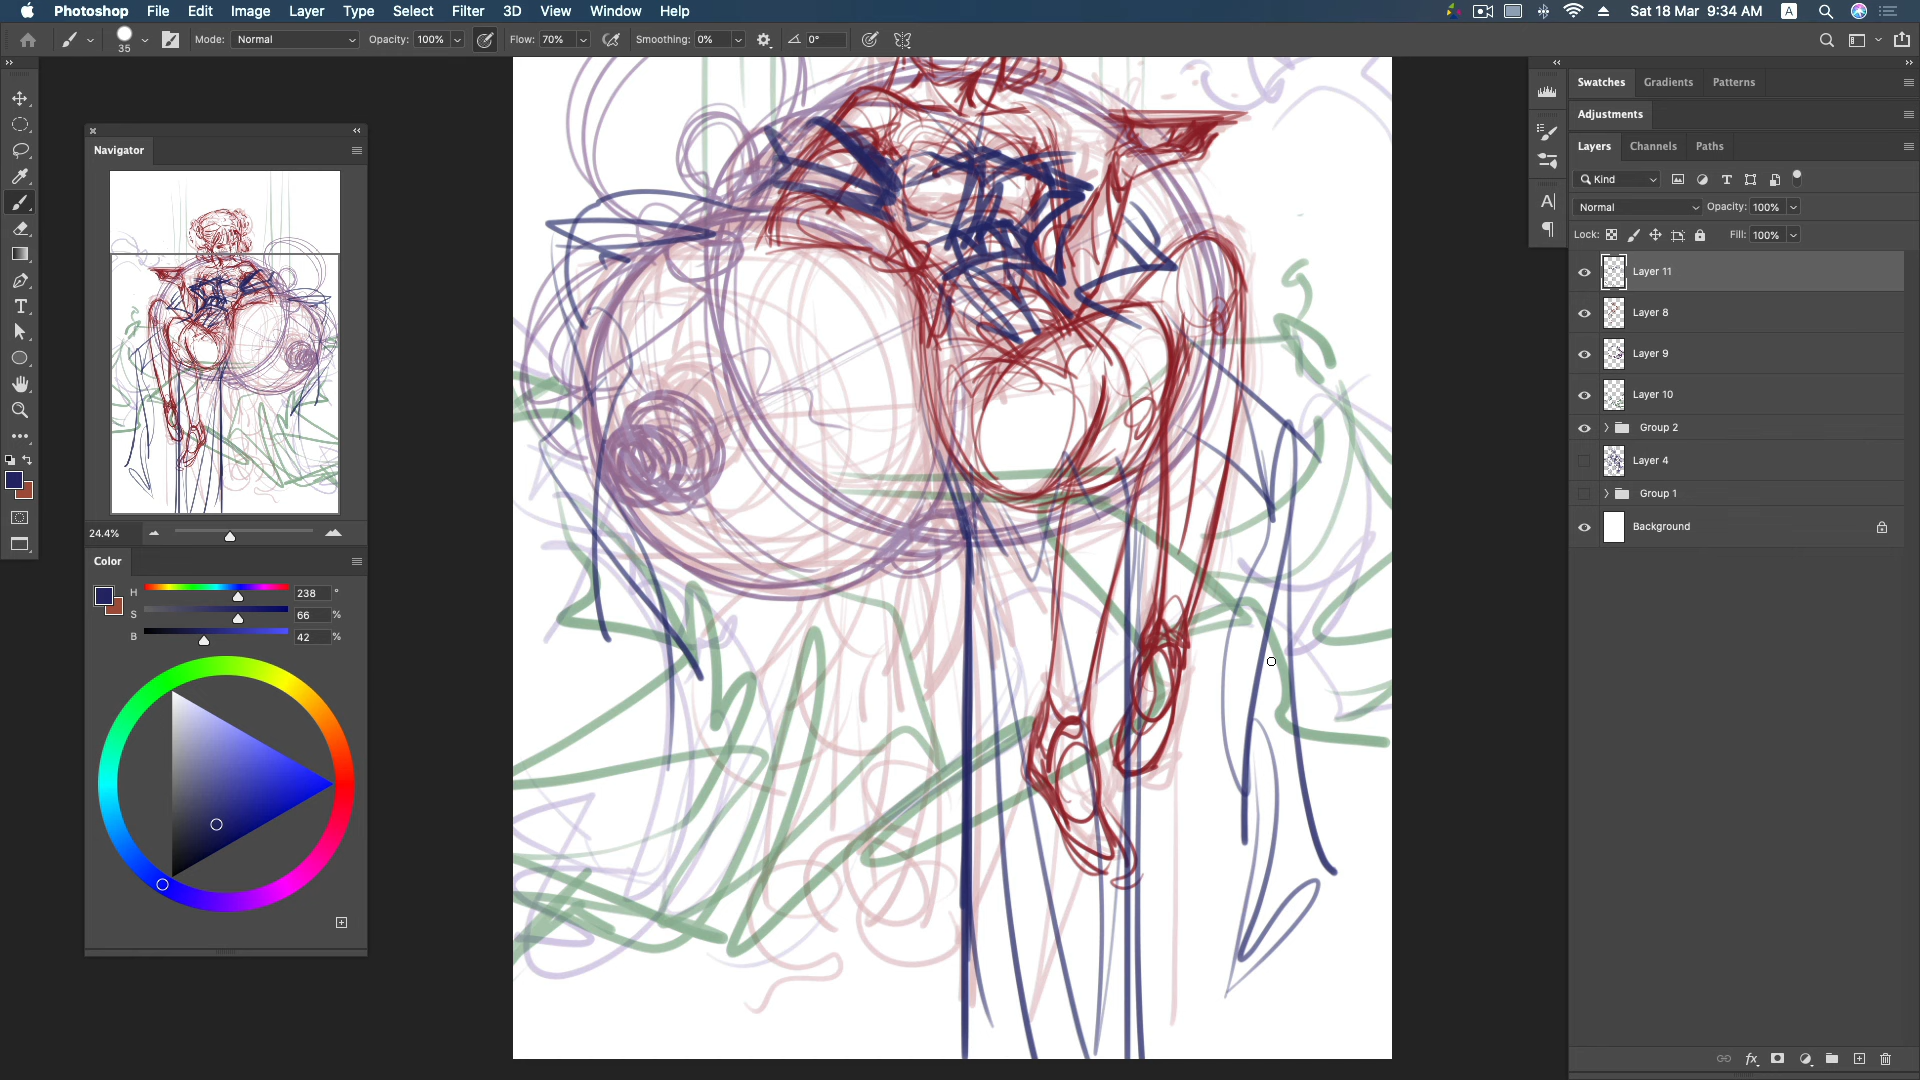 Photoshop File Edit Image Layer Type Select Filter 3D View Window Help
Sat 18 Mar 9:34 AM A
35 Mode: Normal Opacity: 100% Flow: 70% Smoothing: 0% 0°
Navigator
24.4%
Color
H 238 °
S 66 %
B 42 %
Swatches Gradients Patterns
Adjustments
Layers Channels Paths
Kind
Normal Opacity: 100%
Lock: Fill: 100%
Layer 11
Layer 8
Layer 9
Layer 10
Group 2
Layer 4
Group 1
Background